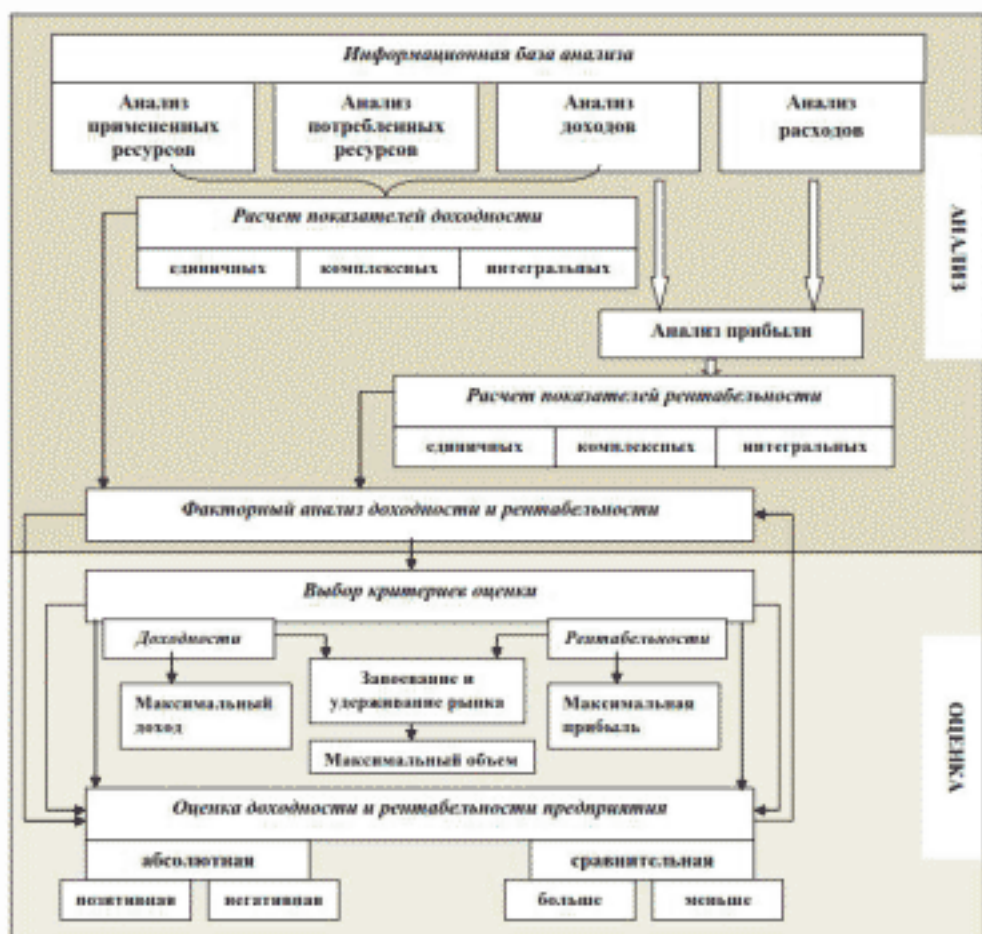 Информационная база анализа
Анализ
примененных
ресурсов
Анализ
потребленных
ресурсов
Анализ
доходов
Анализ
расходов
Расчет показателей доходности
единичных
комплексных
интегральных
Анализ прибыли
Расчет показателей рентабельности
единичных
комплексных
интегральных
Факторный анализ доходности и рентабельности
АНАЛИЗ
Выбор критериев оценки
Доходности
Рентабельности
Максимальный
доход
Завоевание и
удерживание рынка
Максимальная
прибыль
Максимальный объем
Оценка доходности и рентабельности предприятия
абсолютная
сравнительная
позитивная
негативная
больше
меньше
ОЦЕНКА